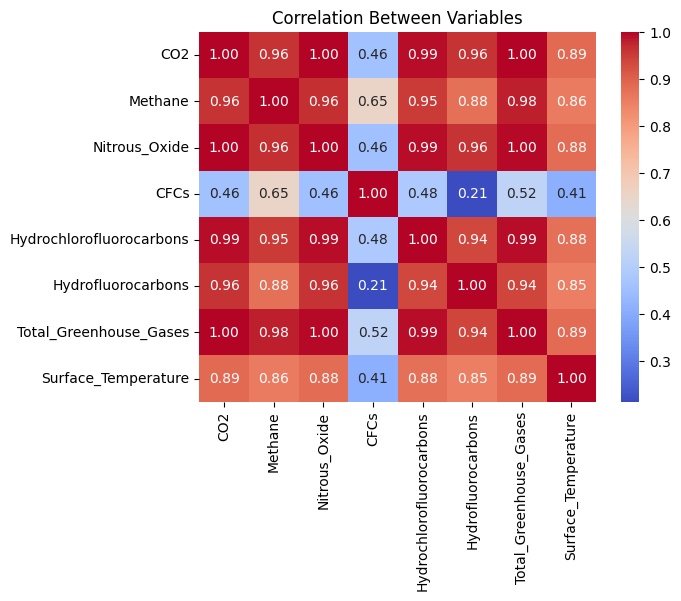 Correlation Between Variables
CO2 1.00 0.96 1.00 0.46 0.99 0.96 1.00 0.89
Methane 0.96 1.00 0.96 0.65 0.95 0.88 0.98 0.86
Nitrous_Oxide 1.00 0.96 1.00 0.46 0.99 0.96 1.00 0.88
CFCs 0.46 0.65 0.46 1.00 0.48 0.21 0.52 0.41
Hydrochlorofluorocarbons 0.99 0.95 0.99 0.48 1.00 0.94 0.99 0.88
Hydrofluorocarbons 0.96 0.88 0.96 0.21 0.94 1.00 0.94 0.85
Total_Greenhouse_Gases 1.00 0.98 1.00 0.52 0.99 0.94 1.00 0.89
Surface_Temperature 0.89 0.86 0.88 0.41 0.88 0.85 0.89 1.00
CO2
Methane
Nitrous_Oxide
CFCs
Hydrochlorofluorocarbons
Hydrofluorocarbons
Total_Greenhouse_Gases
Surface_Temperature
1.0
0.9
0.8
0.7
0.6
0.5
0.4
0.3